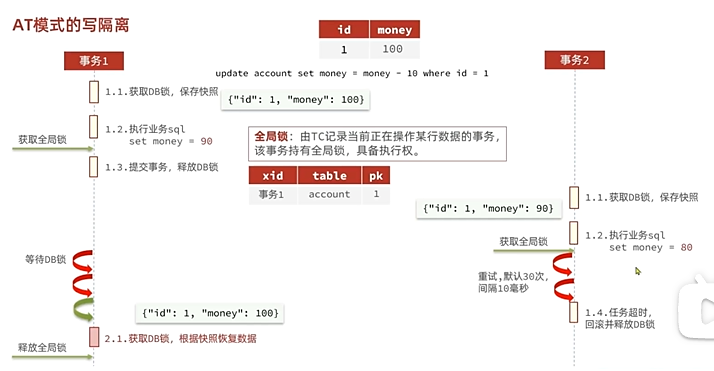 AT模式的写隔离
id money
1 100
事务1
事务2
update account set money = money - 10 where id = 1
1.1.获取DB锁，保存快照
{"id": 1, "money": 100}
1.2.执行业务sql
set money = 90
获取全局锁
全局锁：由TC记录当前正在操作某行数据的事务，
该事务持有全局锁，具备执行权。
1.3.提交事务，释放DB锁
xid table pk
事务1 account 1
{"id": 1, "money": 90}
1.1.获取DB锁，保存快照
1.2.执行业务sql
set money = 80
获取全局锁
等待DB锁
重试,默认30次，
间隔10毫秒
{"id": 1, "money": 100}
1.4.任务超时，
回滚并释放DB锁
2.1.获取DB锁，根据快照恢复数据
释放全局锁